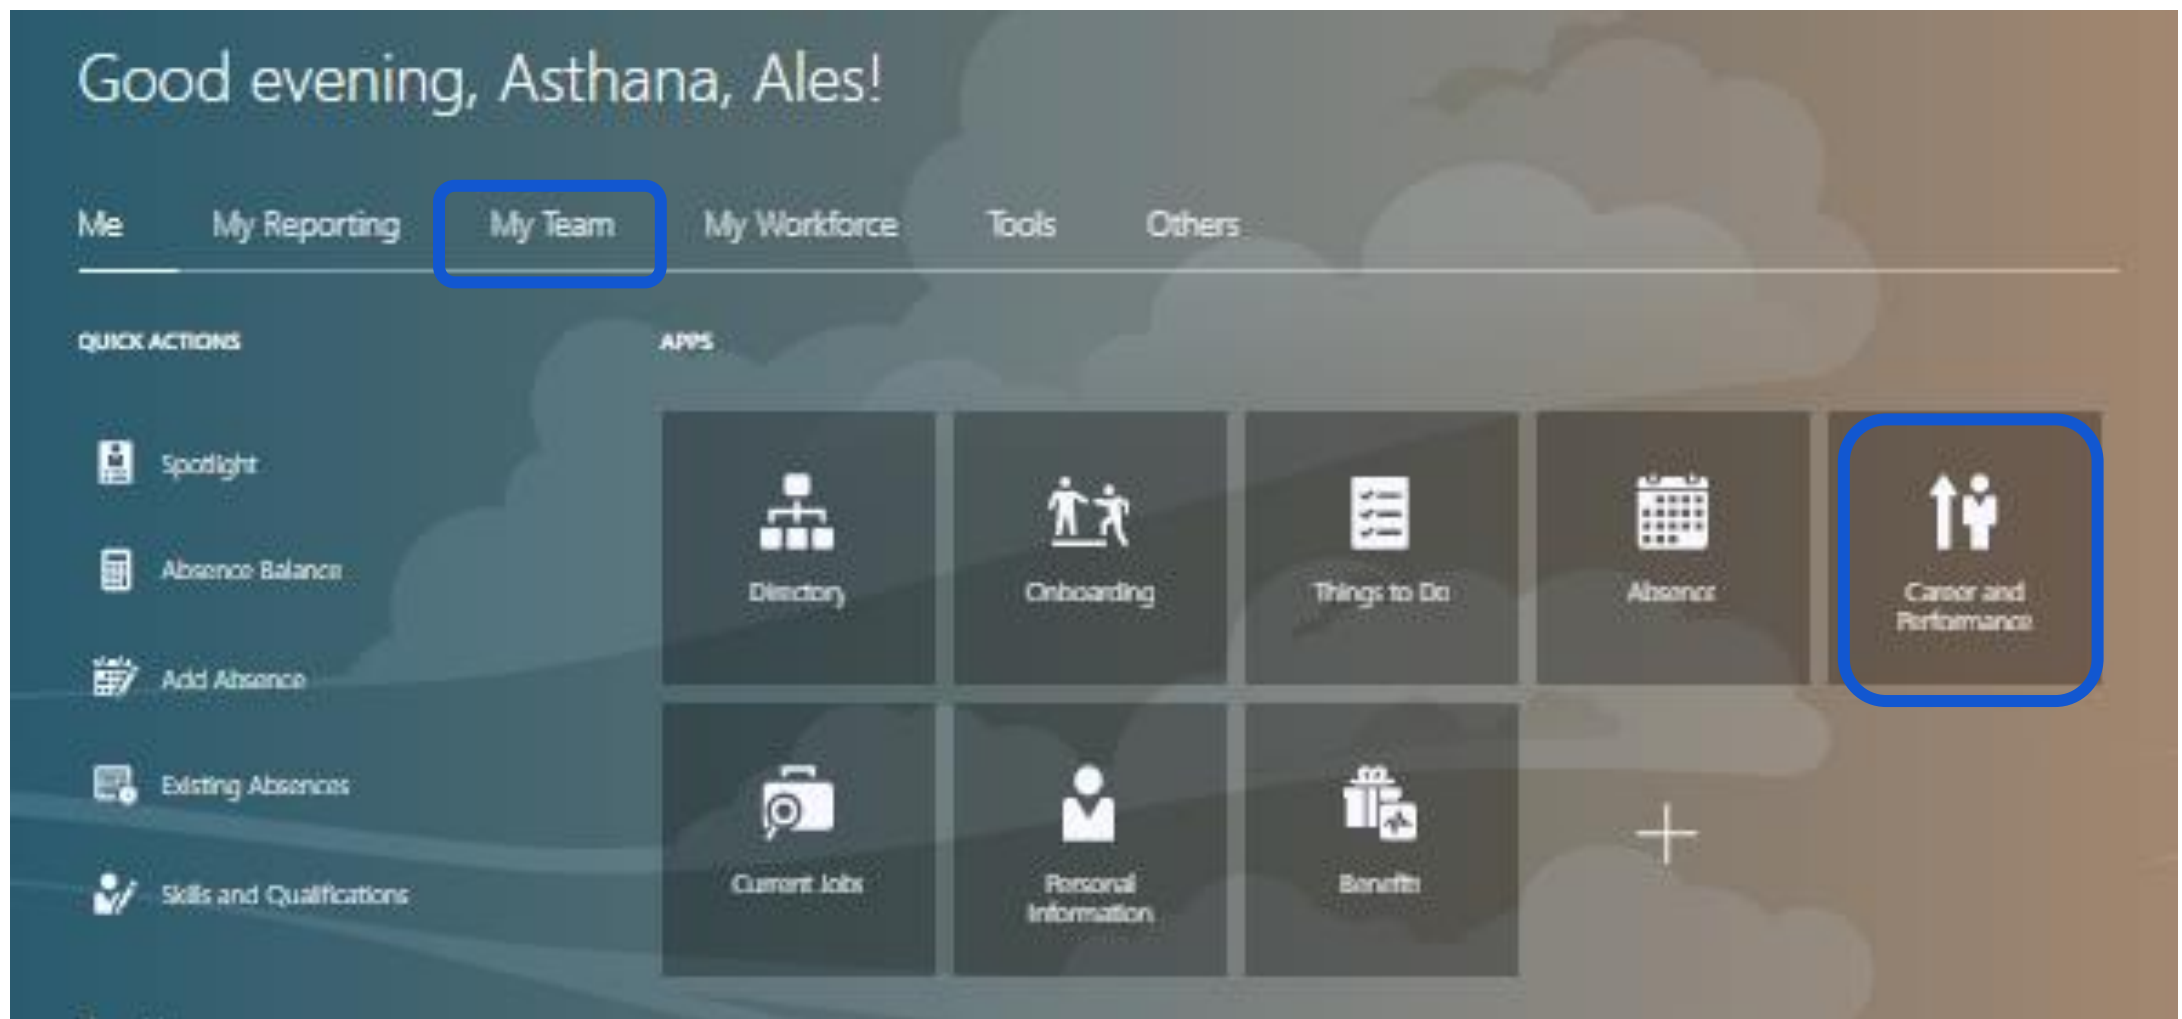 Good evening, Asthana, Ales!
Me My Reporting My Team My Workforce Tools Others
QUICK ACTIONS
APPS
Spotlight
Absence Balance
Add Absence
Existing Absences
Skills and Qualifications
Directory
Onboarding
Things to Do
Absence
Career and
Performance
Current Jobs
Personal
Information
Benefits